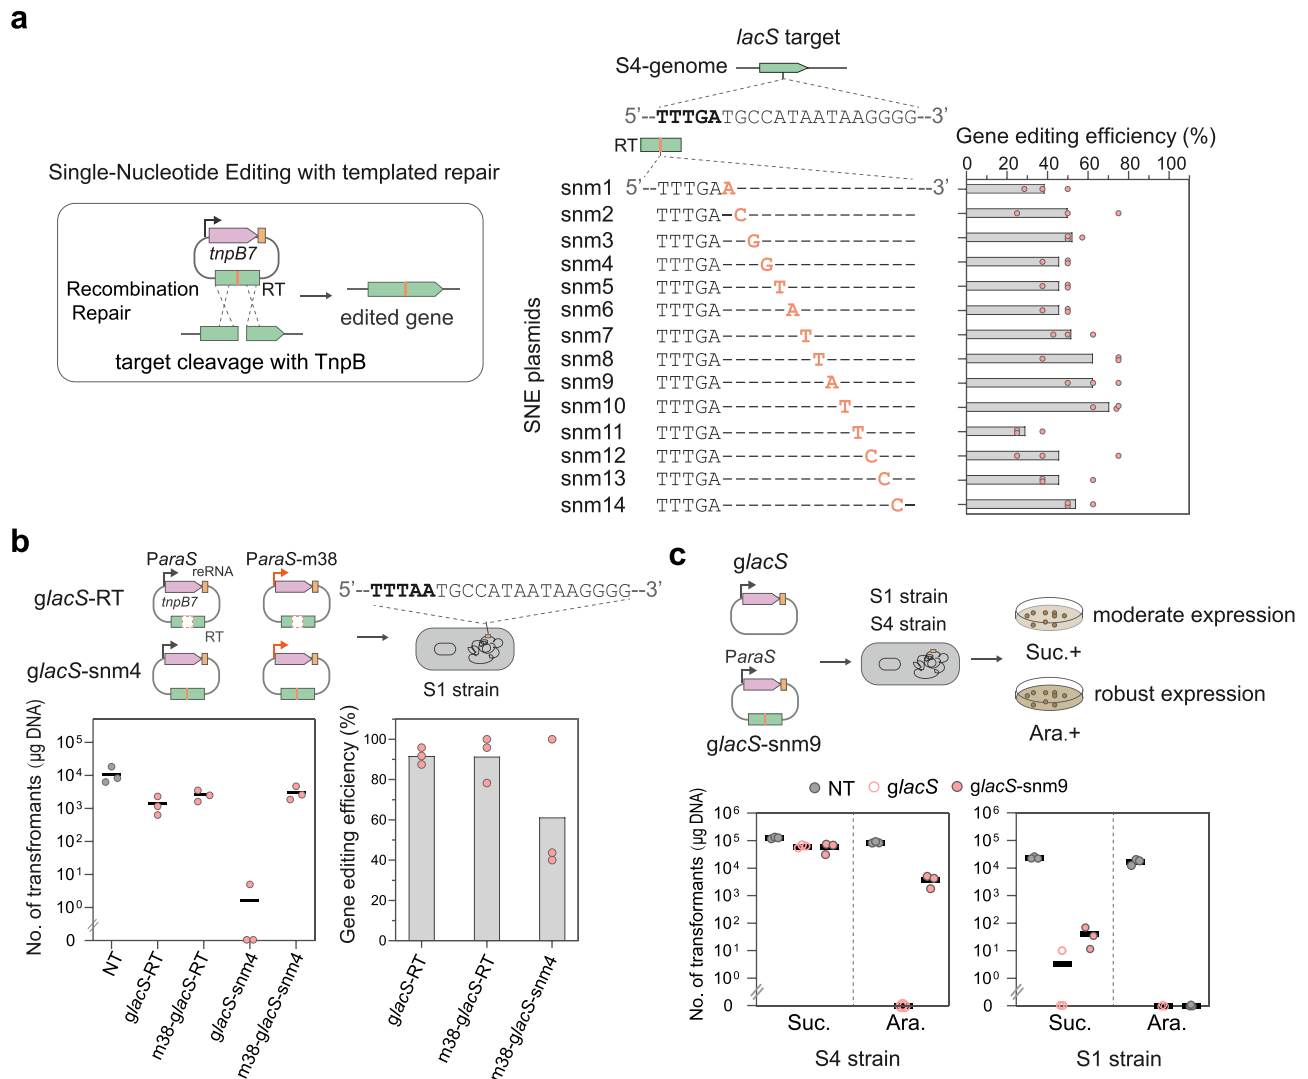 a
lacS target
S4-genome
5’--TTTGATGCCATAATAAGGGG--3’
RT
Gene editing efficiency (%)
0 20 40 60 80 100
Single-Nucleotide Editing with templated repair
tnpB7
RT
Recombination
Repair
edited gene
target cleavage with TnpB
SNE plasmids
snm1 5’--TTTGAA----------------3’
snm2 TTTGA-C--------------
snm3 TTTGA--G-------------
snm4 TTTGA---G------------
snm5 TTTGA----T-----------
snm6 TTTGA-----A----------
snm7 TTTGA------T---------
snm8 TTTGA-------T--------
snm9 TTTGA--------A-------
snm10 TTTGA---------T------
snm11 TTTGA----------T-----
snm12 TTTGA-----------C----
snm13 TTTGA------------C---
snm14 TTTGA-------------C-
b
ParaS
ParaS-m38
reRNA
glacS-RT
tnpB7
RT
glacS-snm4
5’--TTTAATGCCATAATAAGGGG--3’
S1 strain
No. of transfromants (µg DNA)
10⁵
10⁴
10³
10²
10¹
10⁰
0
NT
glacS-RT
m38-glacS-RT
glacS-snm4
m38-glacS-snm4
Gene editing efficiency (%)
100
80
60
40
20
0
glacS-RT
m38-glacS-RT
m38-glacS-snm4
c
glacS
ParaS
glacS-snm9
S1 strain
S4 strain
moderate expression
Suc.+
robust expression
Ara.+
NT glacS glacS-snm9
No. of transformants (µg DNA)
10⁶
10⁵
10⁴
10³
10²
10¹
10⁰
0
Suc. Ara.
S4 strain
10⁶
10⁵
10⁴
10³
10²
10¹
10⁰
0
Suc. Ara.
S1 strain